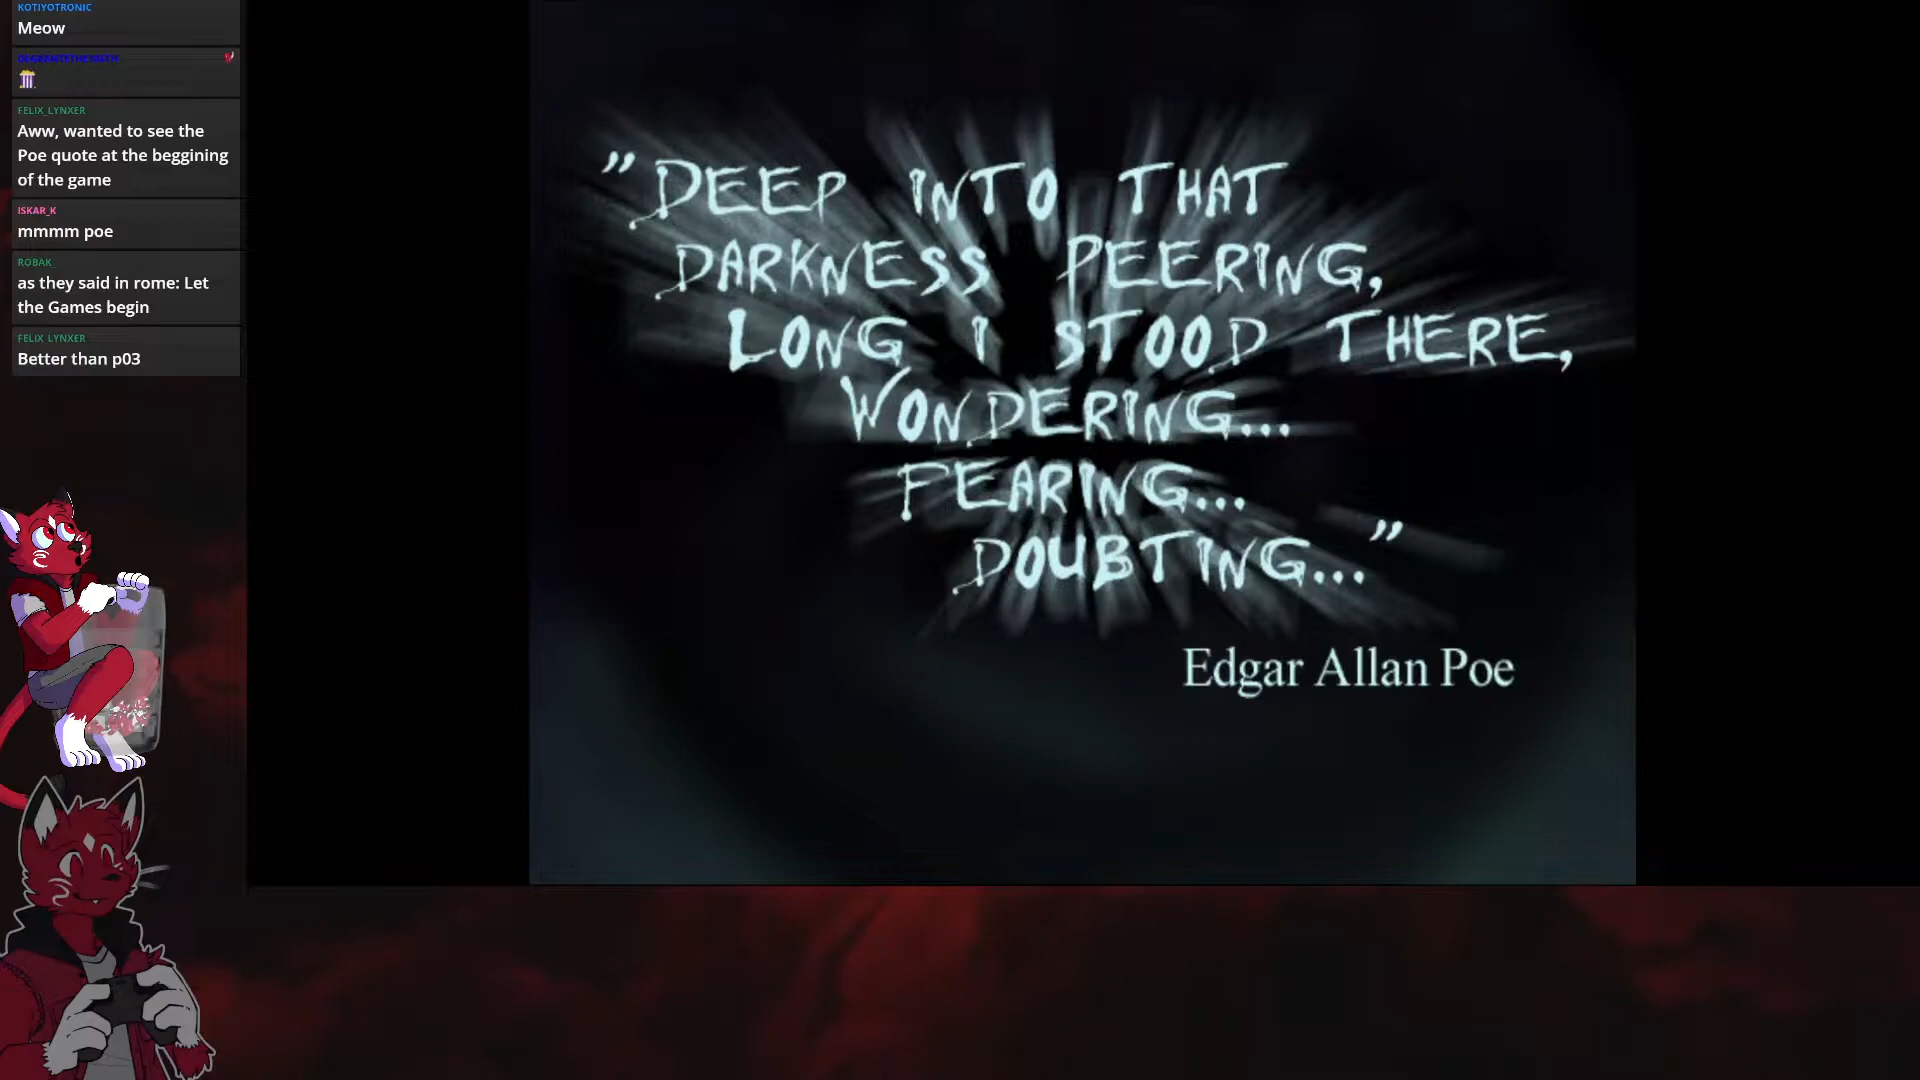 KOTIYOTRONIC
Meow
FELIX_LYNXER
Aww, wanted to see the
Poe quote at the beggining
of the game
ISKAR_K
mmmm poe
ROBAK_
as they said in rome: Let
the Games begin
FELIX_LYNXER
Better than p03
"DEEP INTO THAT
DARKNESS PEERING,
LONG I STOOD THERE,
WONDERING...
FEARING...
DOUBTING..."
Edgar Allan Poe